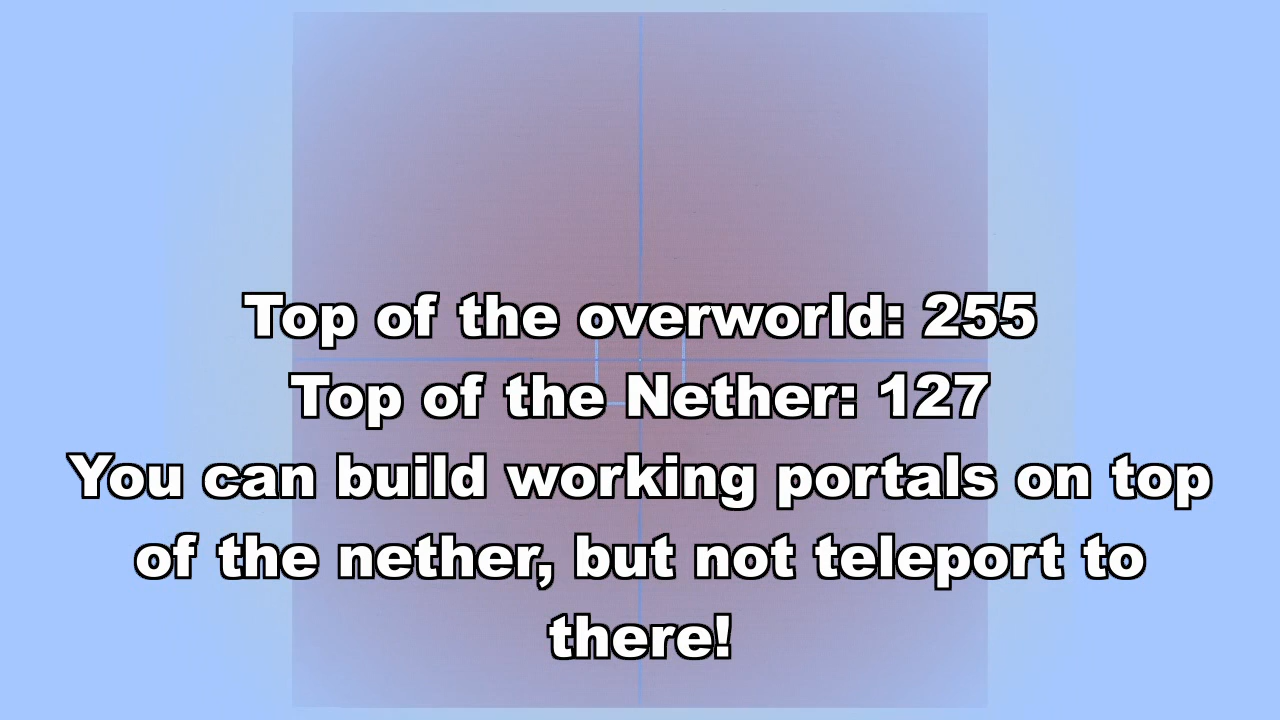 Top of the overworld: 255
Top of the Nether: 127
You can build working portals on top
of the nether, but not teleport to
there!